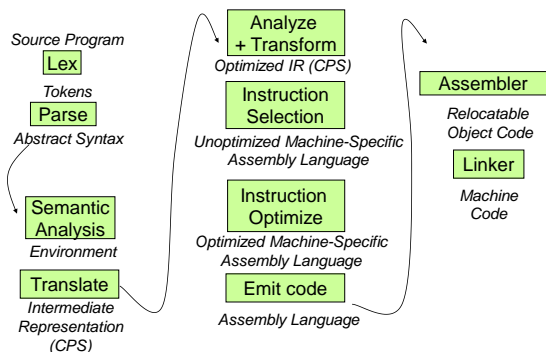 Source Program
Lex
Tokens
Parse
Abstract Syntax
Semantic
Analysis
Environment
Translate
Intermediate
Representation
(CPS)
Analyze
+ Transform
Optimized IR (CPS)
Instruction
Selection
Unoptimized Machine-Specific
Assembly Language
Instruction
Optimize
Optimized Machine-Specific
Assembly Language
Emit code
Assembly Language
Assembler
Relocatable
Object Code
Linker
Machine
Code